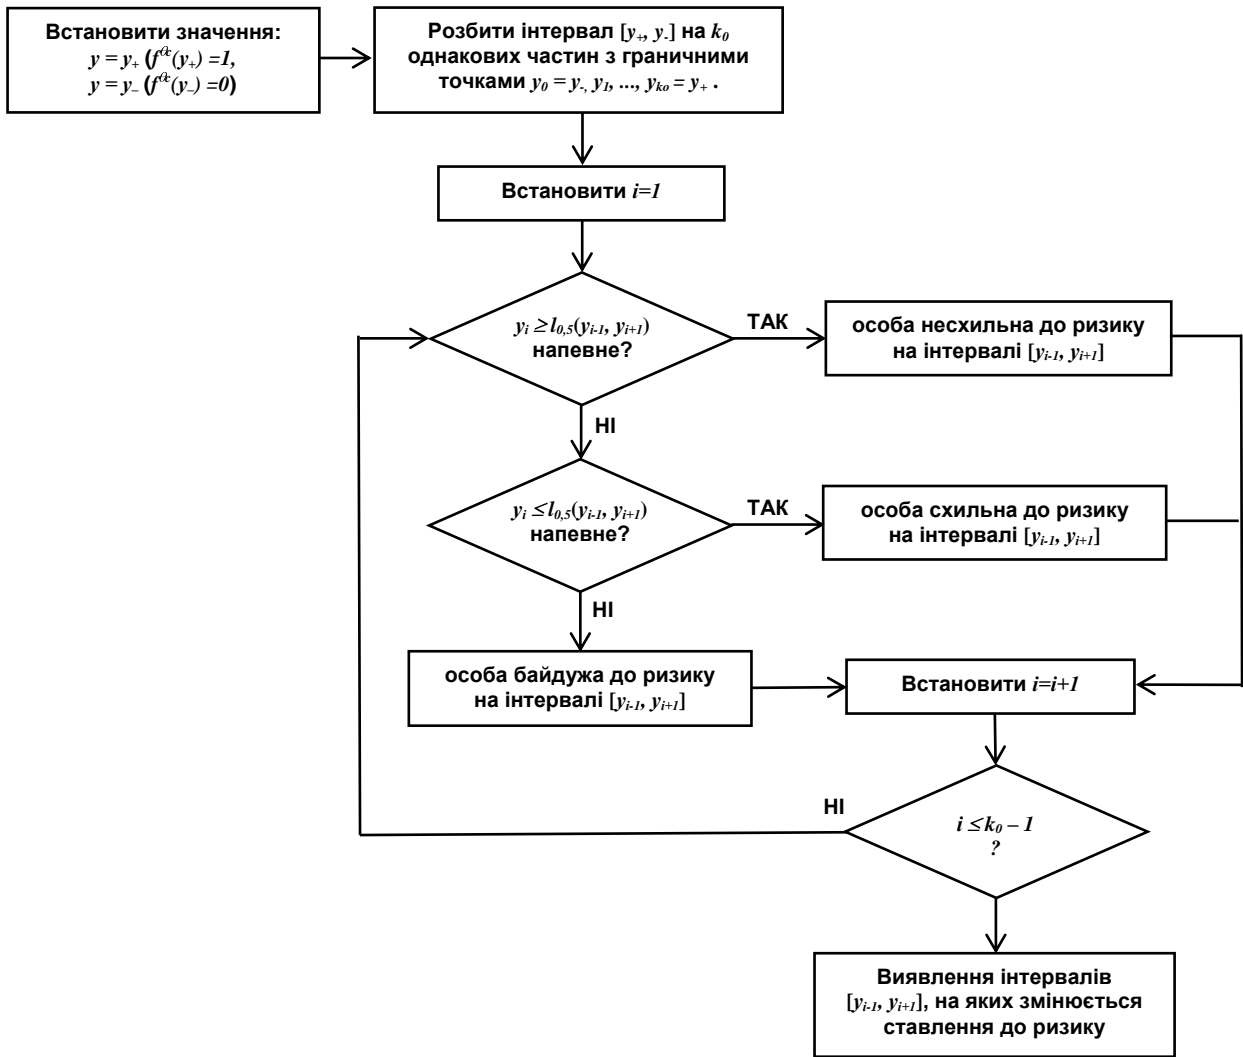 Встановити значення:
y = y₊ (f^∂c(y₊) =1,
y = y₋ (f^∂c(y₋) =0)
Розбити інтервал [y₊, y₋] на k₀
однакових частин з граничними
точками y₀ = y₋, y₁, ..., yₖₒ = y₊ .
Встановити i=1
yᵢ ≥ l₀,₅(yᵢ₋₁, yᵢ₊₁)
напевне?
ТАК
особа несхильна до ризику
на інтервалі [yᵢ₋₁, yᵢ₊₁]
НІ
yᵢ ≤ l₀,₅(yᵢ₋₁, yᵢ₊₁)
напевне?
ТАК
особа схильна до ризику
на інтервалі [yᵢ₋₁, yᵢ₊₁]
НІ
особа байдужа до ризику
на інтервалі [yᵢ₋₁, yᵢ₊₁]
Встановити i=i+1
НІ
i ≤ k₀ – 1
?
Виявлення інтервалів
[yᵢ₋₁, yᵢ₊₁], на яких змінюється
ставлення до ризику